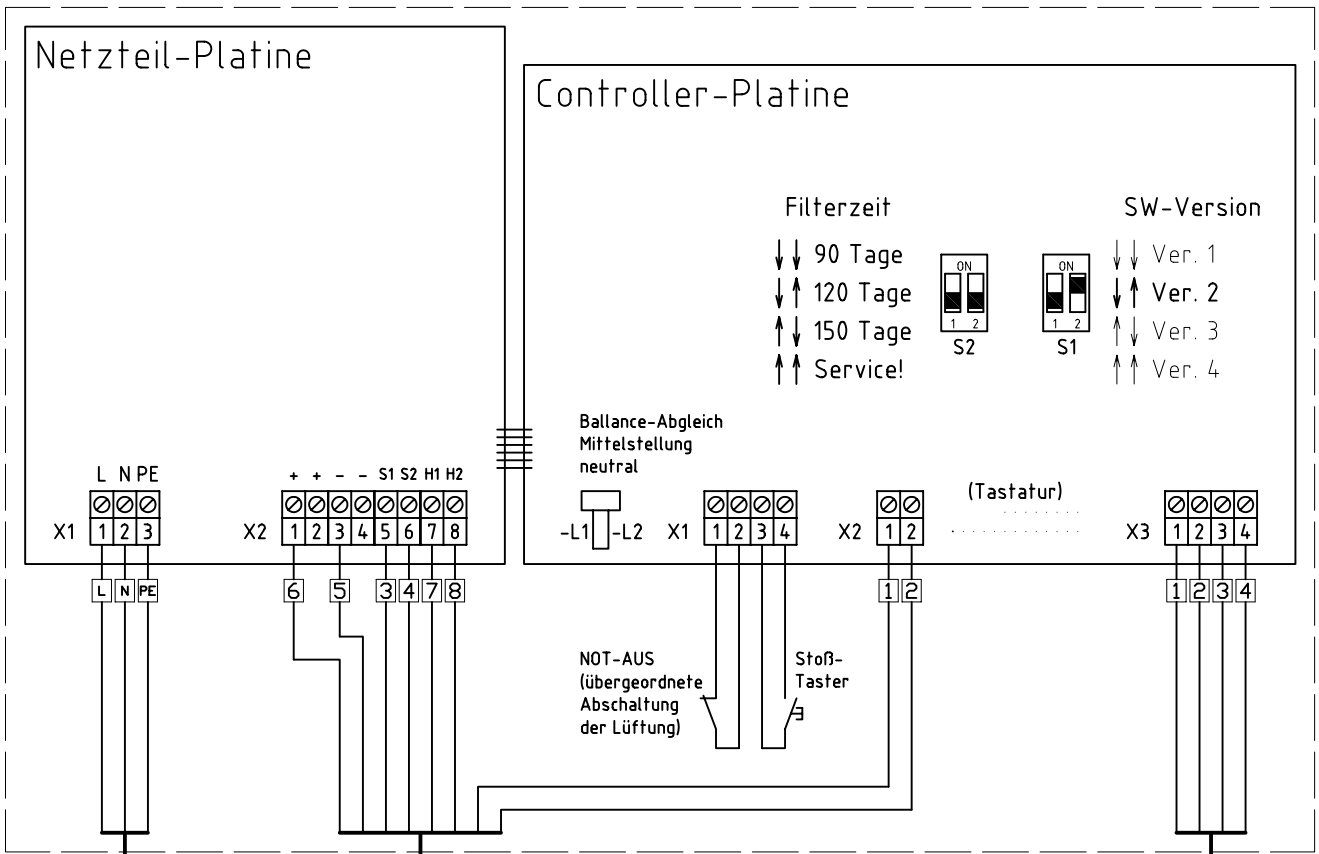 Netzteil-Platine
Controller-Platine
Filterzeit
SW-Version
↓↓ 90 Tage
↓↑ 120 Tage
↑↓ 150 Tage
↑↑ Service!
ON
1 2
S2
ON
1 2
S1
↓↓ Ver. 1
↓↑ Ver. 2
↑↓ Ver. 3
↑↑ Ver. 4
Ballance-Abgleich
Mittelstellung
neutral
L N PE
X1 1 2 3
L N PE
+ + - - S1 S2 H1 H2
X2 1 2 3 4 5 6 7 8
6 5 3 4 7 8
-L1 -L2
X1 1 2 3 4
(Tastatur)
X2 1 2
1 2
X3 1 2 3 4
1 2 3 4
NOT-AUS
(übergeordnete
Abschaltung
der Lüftung)
Stoß-
Taster